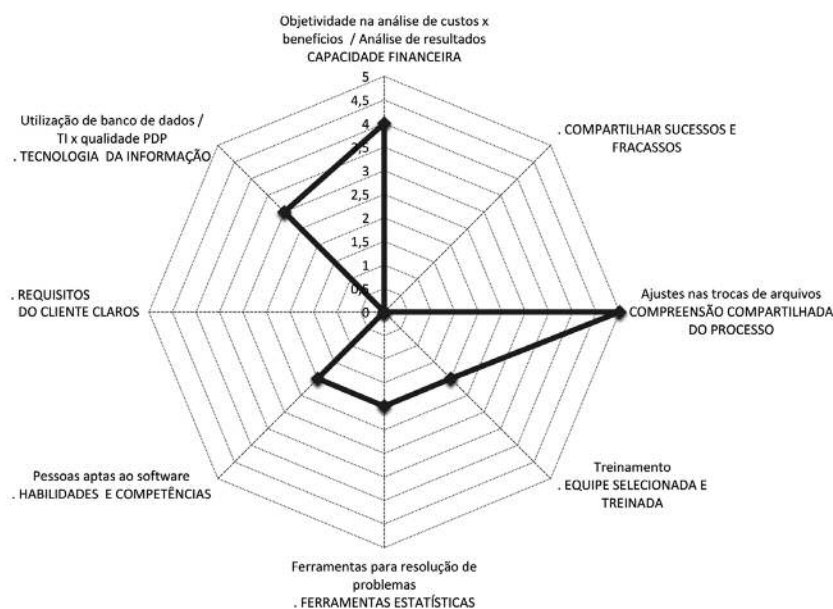 Objetividade na análise de custos x
benefícios / Análise de resultados
CAPACIDADE FINANCEIRA
5
4,5
4
3,5
3
2,5
2
1,5
1
0,5
0
. COMPARTILHAR SUCESSOS E
FRACASSOS
Ajustes nas trocas de arquivos
COMPREENSÃO COMPARTILHADA
DO PROCESSO
Treinamento
. EQUIPE SELECIONADA E
TREINADA
Ferramentas para resolução de
problemas
. FERRAMENTAS ESTATÍSTICAS
Pessoas aptas ao software
. HABILIDADES E COMPETÊNCIAS
. REQUISITOS
DO CLIENTE CLAROS
Utilização de banco de dados /
TI x qualidade PDP
. TECNOLOGIA DA INFORMAÇÃO